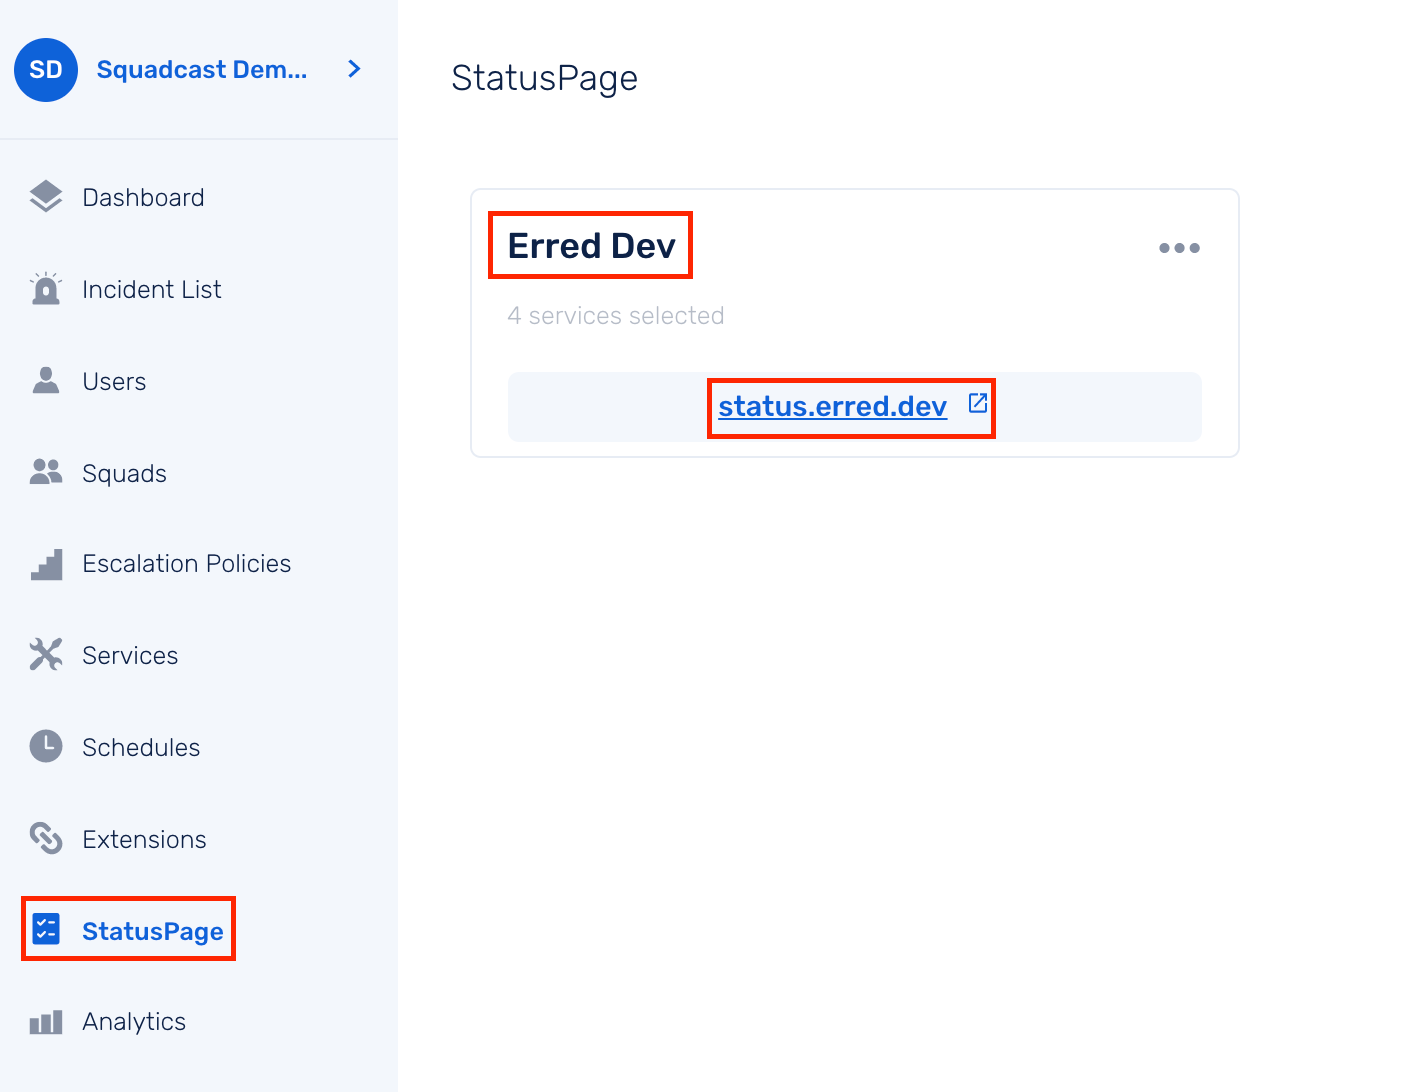 SD
Squadcast Dem...
Dashboard
Incident List
Users
Squads
Escalation Policies
Services
Schedules
Extensions
StatusPage
Analytics
StatusPage
Erred Dev
4 services selected
status.erred.dev